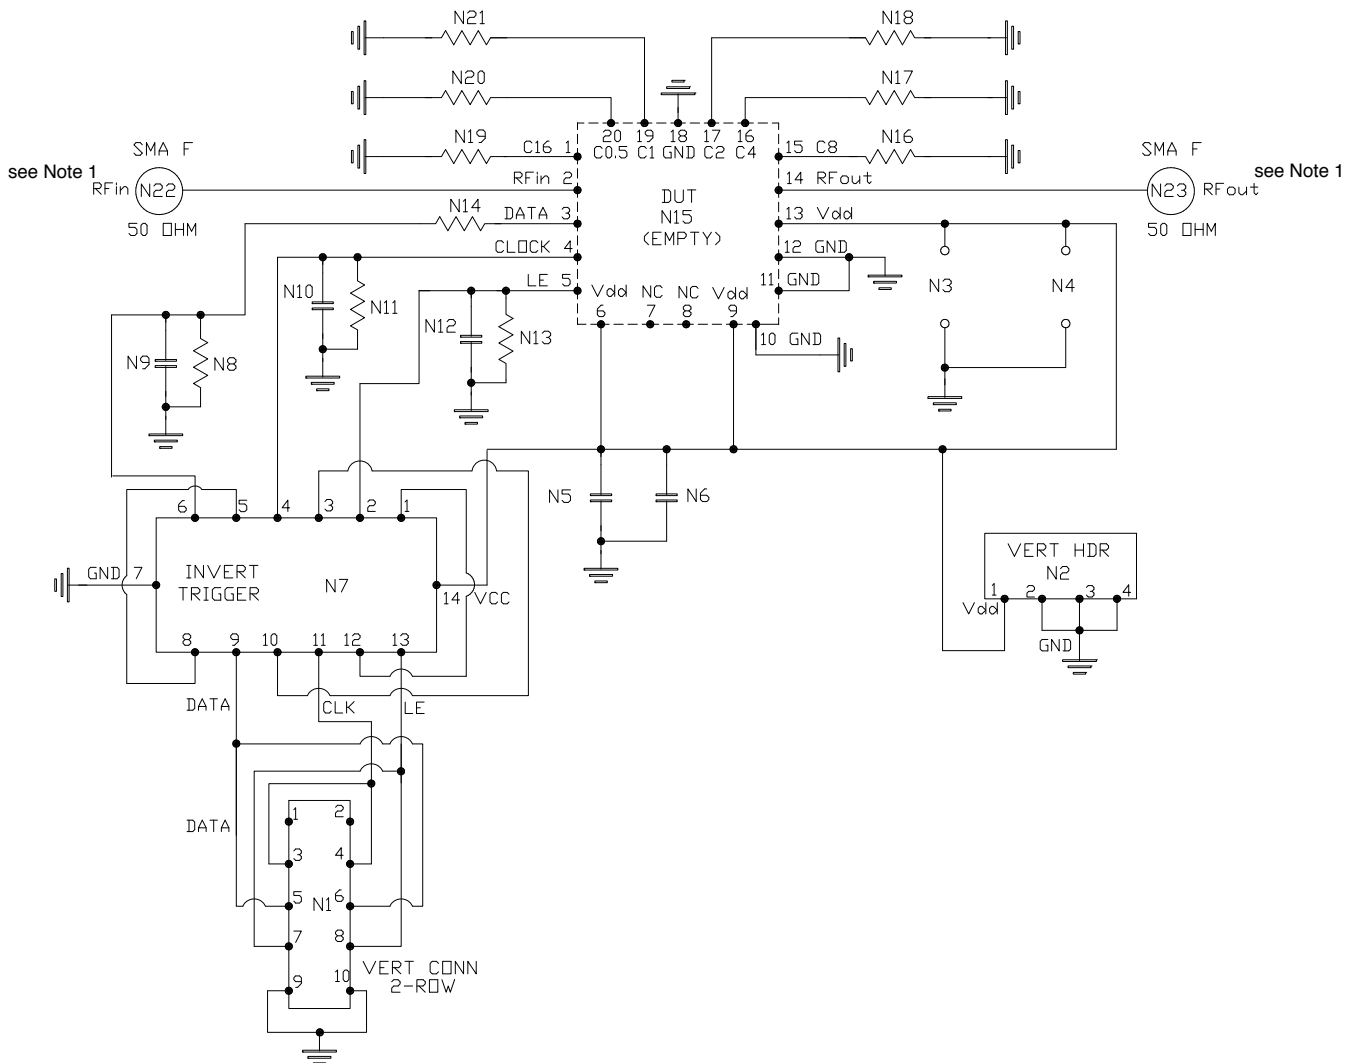 N21
N18
N20
N17
20 19 18 17 16
C0.5 C1 GND C2 C4
N19
C16 1
15 C8
N16
SMA F
SMA F
see Note 1
see Note 1
RFin N22
RFin 2
14 RFout
N23 RFout
50 OHM
50 OHM
DUT
N15
(EMPTY)
N14
DATA 3
13 Vdd
CLOCK 4
12 GND
LE 5
11 GND
Vdd NC NC Vdd
6 7 8 9
10 GND
N10
N11
N3
N4
N12
N13
N9
N8
N5
N6
6 5 4 3 2 1
GND 7
INVERT
TRIGGER
N7
14 VCC
VERT HDR
N2
1 2 3 4
Vdd
GND
8 9 10 11 12 13
DATA
CLK
LE
DATA
1 2
3 4
5 6
N1
7 8
9 10
VERT CONN
2-ROW